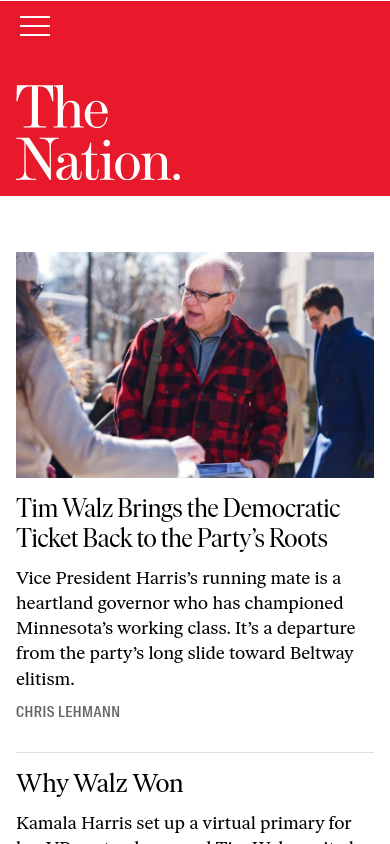 The
Nation.
Tim Walz Brings the Democratic
Ticket Back to the Party’s Roots
Vice President Harris’s running mate is a
heartland governor who has championed
Minnesota’s working class. It’s a departure
from the party’s long slide toward Beltway
elitism.
CHRIS LEHMANN
Why Walz Won
Kamala Harris set up a virtual primary for